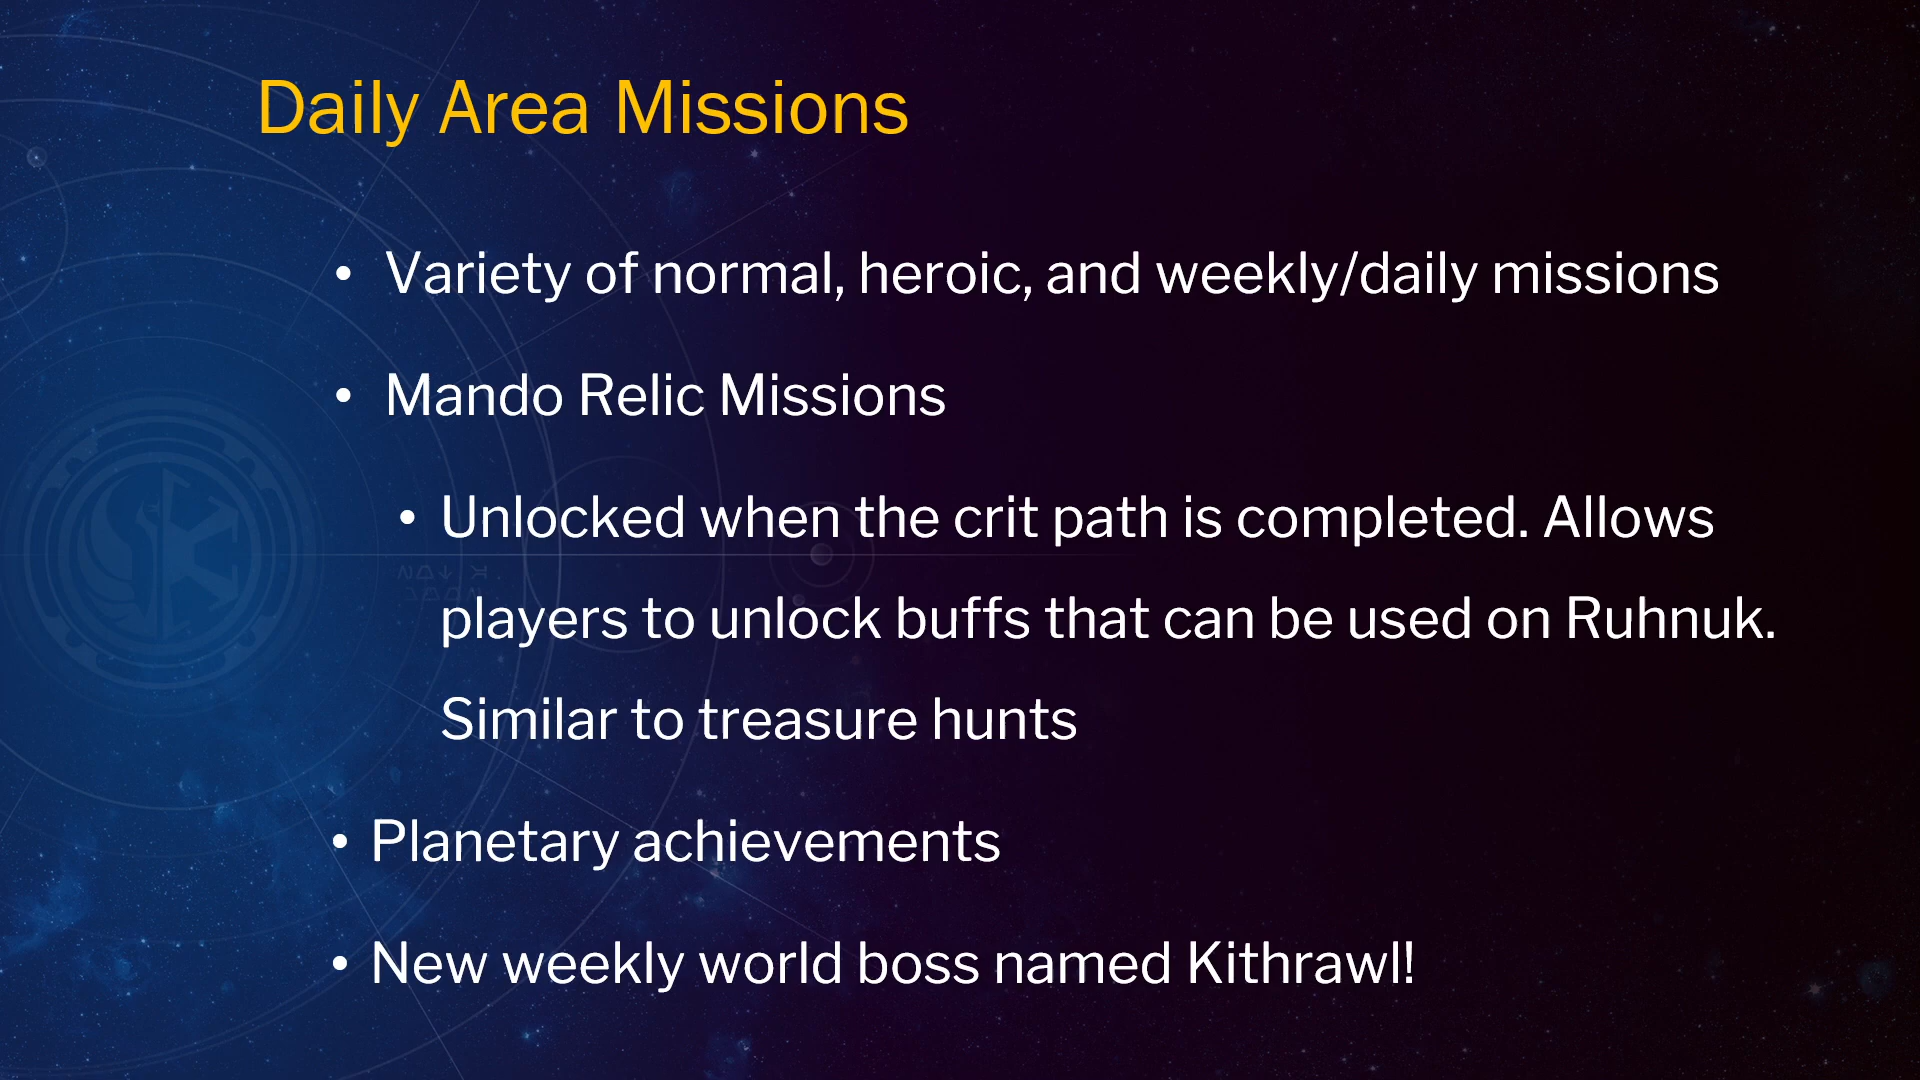 Daily Area Missions
• Variety of normal, heroic, and weekly/daily missions
• Mando Relic Missions
• Unlocked when the crit path is completed. Allows
players to unlock buffs that can be used on Ruhnuk.
Similar to treasure hunts
• Planetary achievements
• New weekly world boss named Kithrawl!